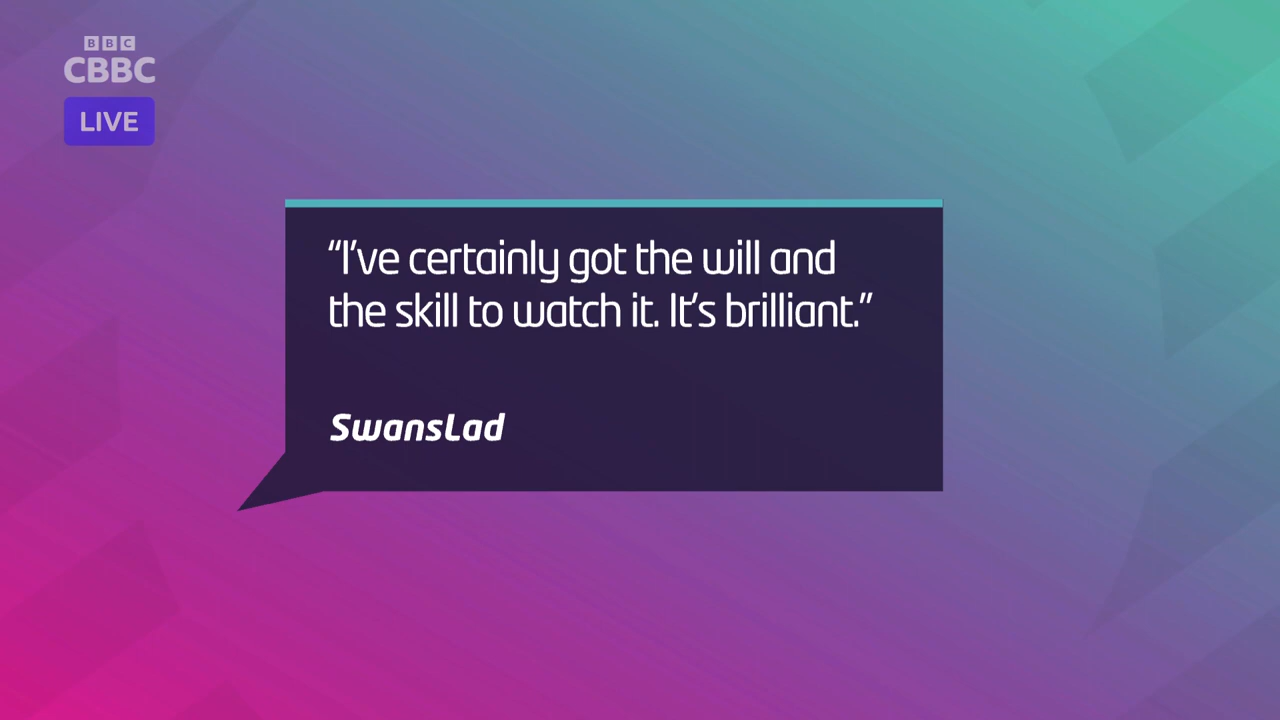 BBC
CBBC
LIVE
“I’ve certainly got the will and
the skill to watch it. It’s brilliant.”
SwansLad